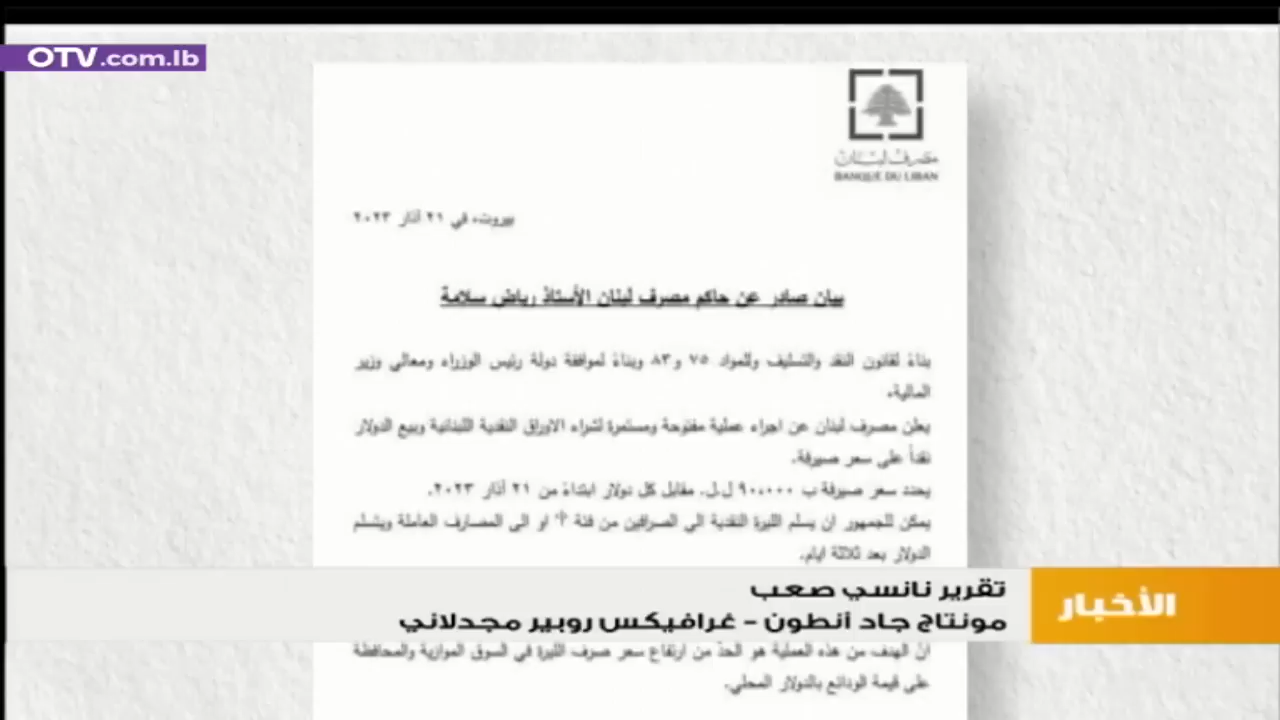 OTV.com.lb
مصرف لبنان
BANQUE DU LIBAN
بيروت، في ٢١ آذار ٢٠٢٣
بيان صادر عن حاكم مصرف لبنان الأستاذ رياض سلامة
بناءً لقانون النقد والتسليف وللمواد ٧٥ و٨٣ وبناءً لموافقة دولة رئيس الوزراء ومعالي وزير
المالية.
يعلن مصرف لبنان عن اجراء عملية مفتوحة ومستمرة لشراء الاوراق النقدية اللبنانية وبيع الدولار
نقداً على سعر صيرفة.
يحدد سعر صيرفة ب ٩٠،٠٠٠ ل.ل. مقابل كل دولار ابتداءً من ٢١ آذار ٢٠٢٣.
يمكن للجمهور ان يسلم الليرة النقدية الى الصرافين من فئة أ او الى المصارف العاملة ويتسلم
الدولار بعد ثلاثة ايام.
الأخبار
تقرير نانسي صعب
مونتاج جاد أنطون - غرافيكس روبير مجدلاني
انّ الهدف من هذه العملية هو الحدّ من ارتفاع سعر صرف الليرة في السوق الموازية والمحافظة
على قيمة الودائع بالدولار المحلي.